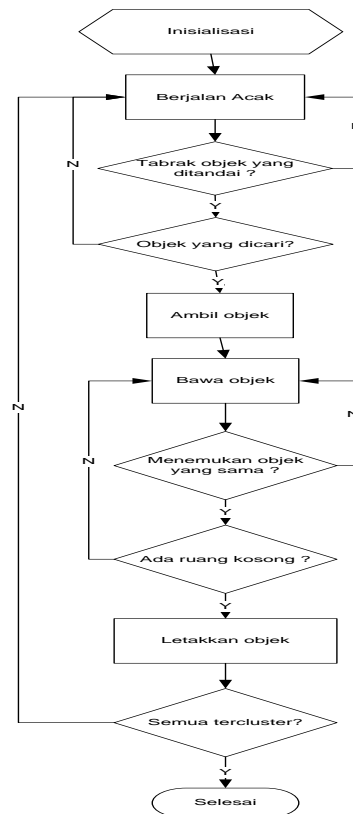 Inisialisasi
Berjalan Acak
Tabrak objek yang
ditandai ?
N
Y
Objek yang dicari?
Y
Ambil objek
Bawa objek
N
N
N
Menemukan objek
yang sama ?
Y
Ada ruang kosong ?
Y
Letakkan objek
Semua tercluster?
Y
Selesai